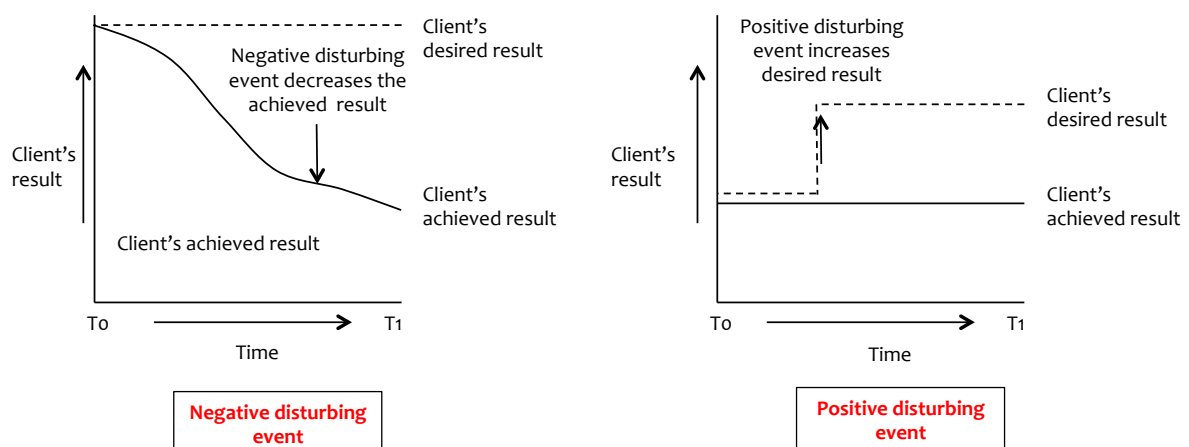 Client's
desired result
Negative disturbing
event decreases the
achieved result
Client's
result
Client's
achieved result
Client's achieved result
T0
T1
Time
Negative disturbing
event
Positive disturbing
event increases
desired result
Client's
desired result
Client's
result
Client's
achieved result
T0
T1
Time
Positive disturbing
event